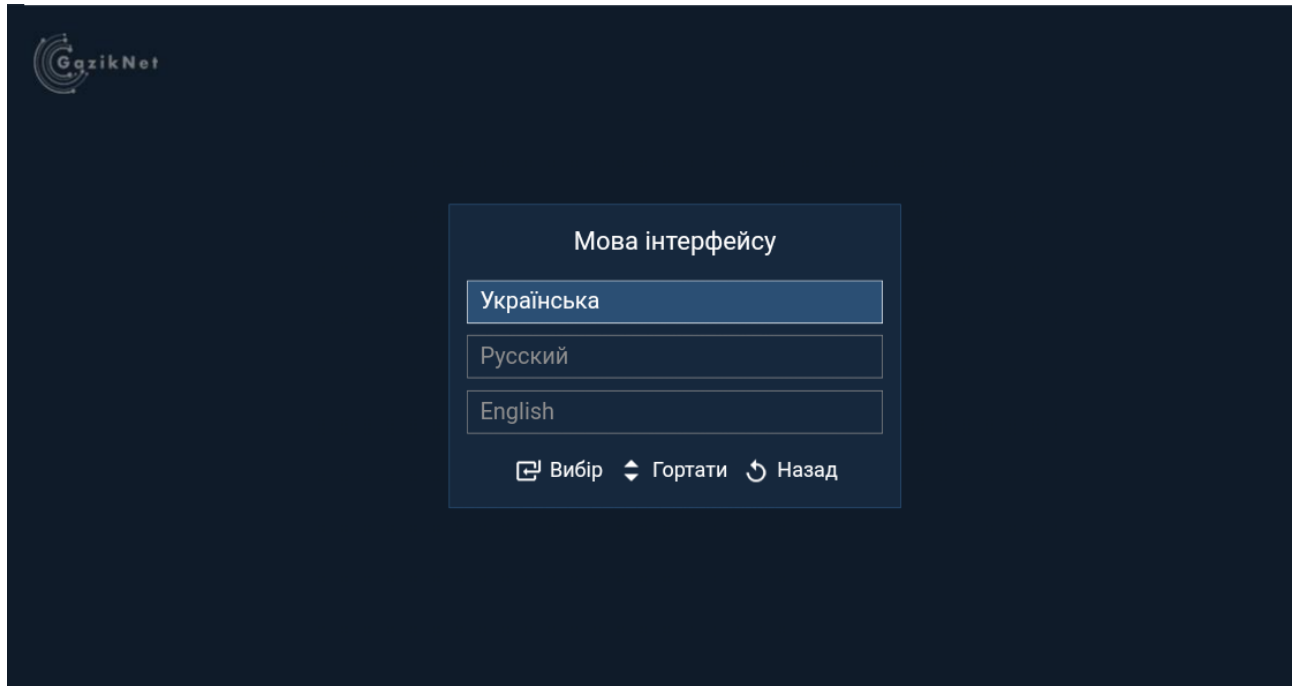 GazikNet
Мова інтерфейсу
Українська
Русский
English
Вибір Гортати Назад